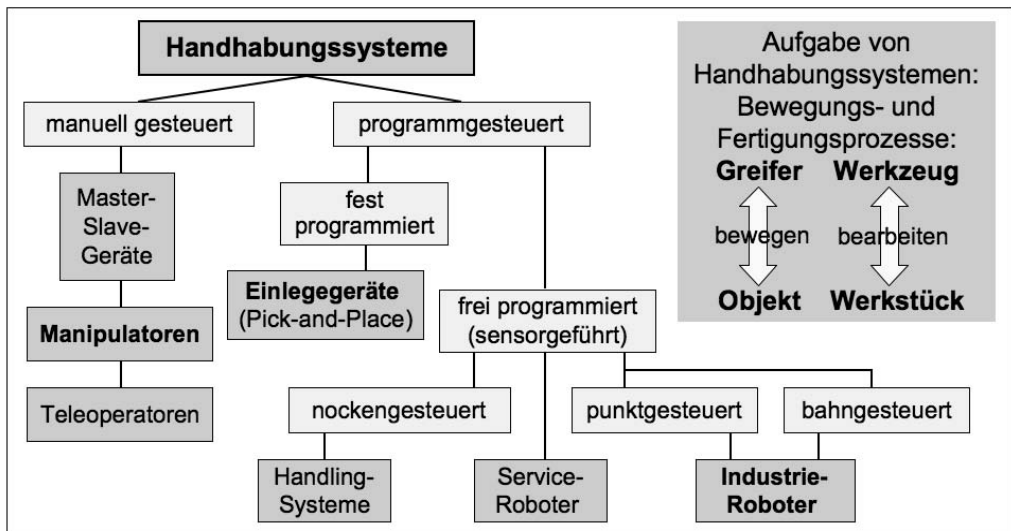 Handhabungssysteme
manuell gesteuert
programmgesteuert
Master-
Slave-
Geräte
fest
programmiert
Manipulatoren
Einlegegeräte
(Pick-and-Place)
frei programmiert
(sensorgeführt)
Teleoperatoren
nockengesteuert
punktgesteuert
bahngesteuert
Handling-
Systeme
Service-
Roboter
Industrie-
Roboter
Aufgabe von
Handhabungssystemen:
Bewegungs- und
Fertigungsprozesse:
Greifer Werkzeug
bewegen bearbeiten
Objekt Werkstück